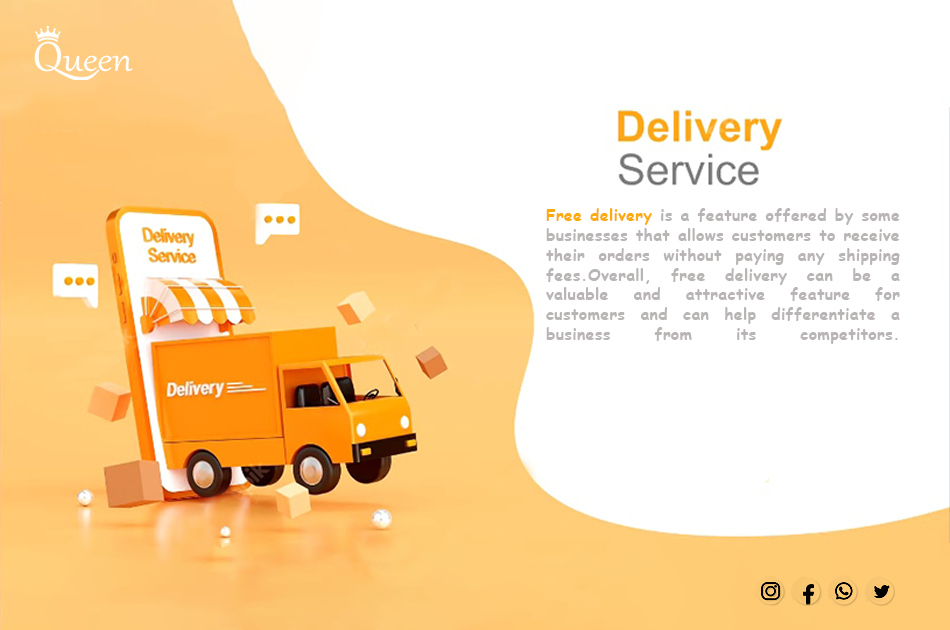 Queen
Delivery
Service
Delivery
Service
Free delivery is a feature offered by some
businesses that allows customers to receive
their orders without paying any shipping
fees.Overall, free delivery can be a
valuable and attractive feature for
customers and can help differentiate a
business from its competitors.
Delivery